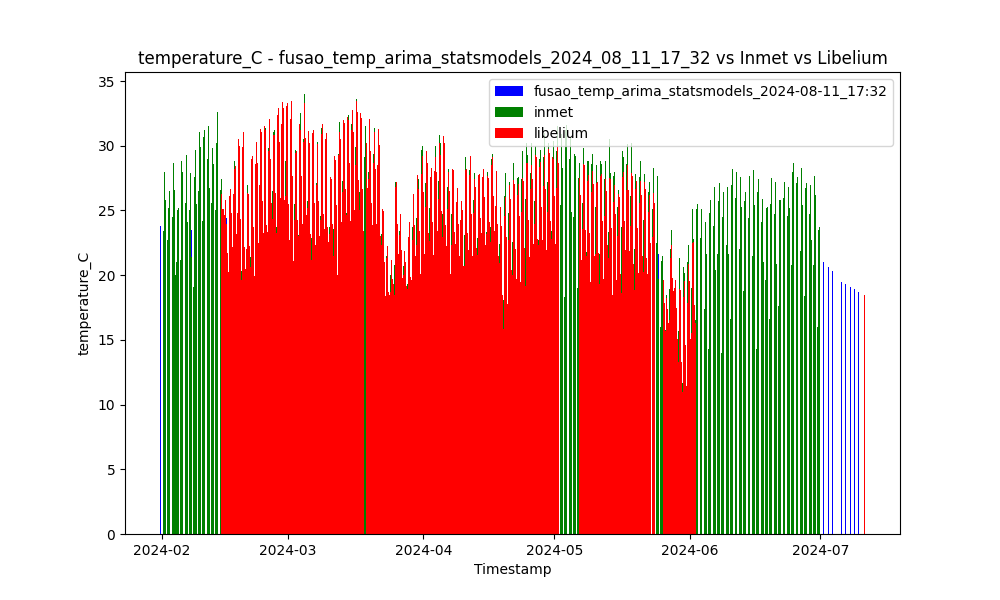 temperature_C - fusao_temp_arima_statsmodels_2024_08_11_17_32 vs Inmet vs Libelium
fusao_temp_arima_statsmodels_2024-08-11_17:32
inmet
libelium
35
30
25
20
15
10
5
0
temperature_C
2024-02 2024-03 2024-04 2024-05 2024-06 2024-07
Timestamp